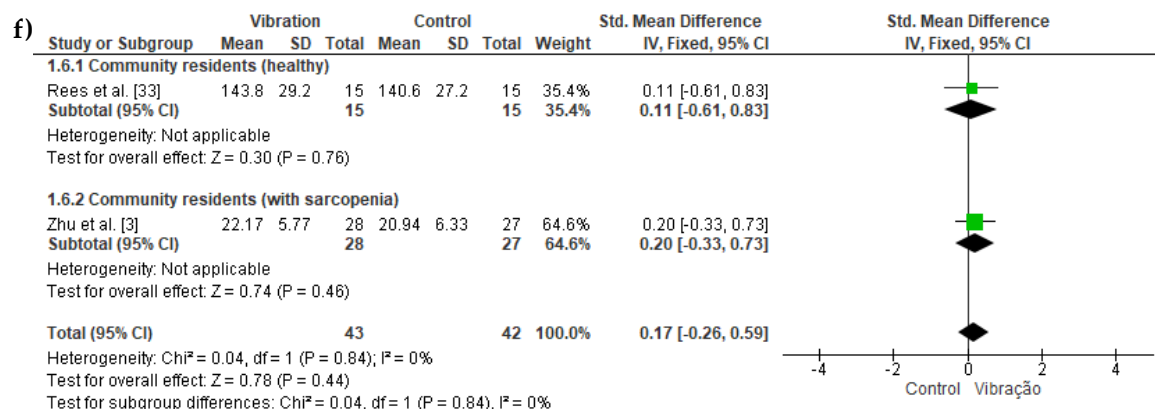 f)
Vibration Control Std. Mean Difference Std. Mean Difference
Study or Subgroup Mean SD Total Mean SD Total Weight IV, Fixed, 95% CI IV, Fixed, 95% CI
1.6.1 Community residents (healthy)
Rees et al. [33] 143.8 29.2 15 140.6 27.2 15 35.4% 0.11 [-0.61, 0.83]
Subtotal (95% CI) 15 15 35.4% 0.11 [-0.61, 0.83]
Heterogeneity: Not applicable
Test for overall effect: Z = 0.30 (P = 0.76)
1.6.2 Community residents (with sarcopenia)
Zhu et al. [3] 22.17 5.77 28 20.94 6.33 27 64.6% 0.20 [-0.33, 0.73]
Subtotal (95% CI) 28 27 64.6% 0.20 [-0.33, 0.73]
Heterogeneity: Not applicable
Test for overall effect: Z = 0.74 (P = 0.46)
Total (95% CI) 43 42 100.0% 0.17 [-0.26, 0.59]
Heterogeneity: Chi² = 0.04, df = 1 (P = 0.84); I² = 0%
Test for overall effect: Z = 0.78 (P = 0.44)
Test for subgroup differences: Chi² = 0.04, df = 1 (P = 0.84), I² = 0%
-4 -2 0 2 4
Control Vibração